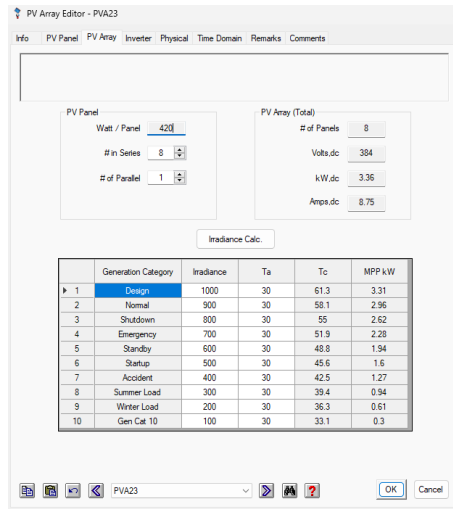 PV Array Editor - PVA23
Info PV Panel PV Array Inverter Physical Time Domain Remarks Comments
PV Panel
Watt / Panel 420
# in Series 8
# of Parallel 1
PV Array (Total)
# of Panels 8
Volts,dc 384
kW,dc 3.36
Amps,dc 8.75
Irradiance Calc.
Generation Category Irradiance Ta Tc MPP kW
1 Design 1000 30 61.3 3.31
2 Normal 900 30 58.1 2.96
3 Shutdown 800 30 55 2.62
4 Emergency 700 30 51.9 2.28
5 Standby 600 30 48.8 1.94
6 Startup 500 30 45.6 1.6
7 Accident 400 30 42.5 1.27
8 Summer Load 300 30 39.4 0.94
9 Winter Load 200 30 36.3 0.61
10 Gen Cat 10 100 30 33.1 0.3
PVA23 ? OK Cancel